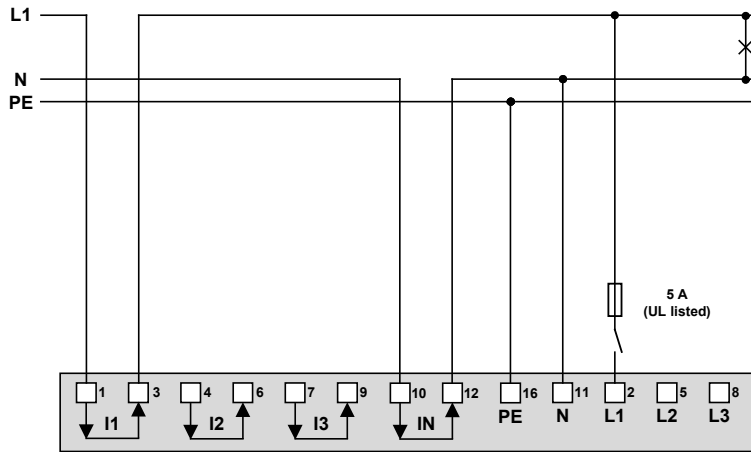 L1
N
PE
5 A
(UL listed)
1 3 4 6 7 9 10 12 16 11 2 5 8
I1 I2 I3 IN PE N L1 L2 L3